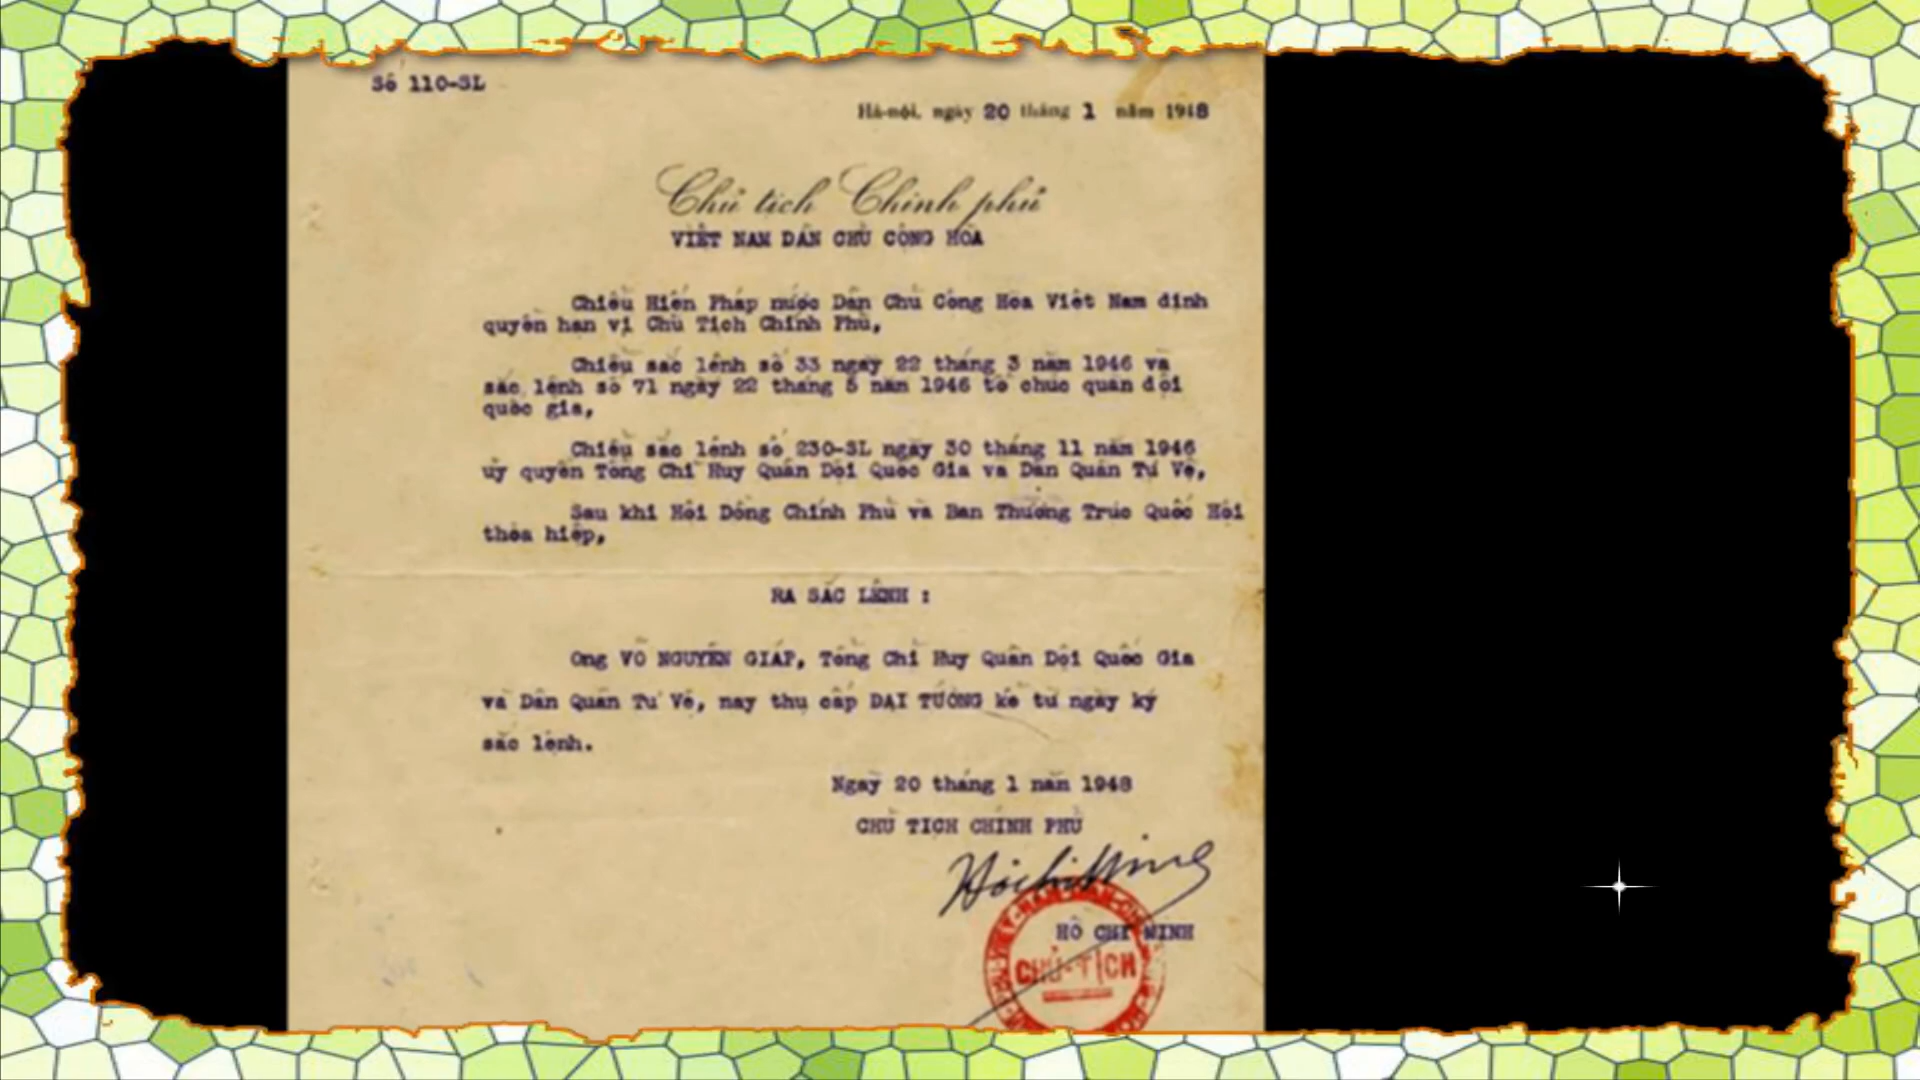 Số 110-SL
Hà-nội, ngày 20 tháng 1 năm 1948
Chủ tịch Chính phủ
VIỆT NAM DÂN CHỦ CỘNG HÒA
Chiếu Hiến Pháp nước Dân Chủ Cộng Hòa Việt Nam định
quyền hạn vị Chủ Tịch Chính Phủ,
Chiếu sắc lệnh số 33 ngày 22 tháng 3 năm 1946 và
sắc lệnh số 71 ngày 22 tháng 5 năm 1946 tổ chức quân đội
quốc gia,
Chiếu sắc lệnh số 230-SL ngày 30 tháng 11 năm 1946
ủy quyền Tổng Chỉ Huy Quân Đội Quốc Gia và Dân Quân Tự Vệ,
Sau khi Hội Đồng Chính Phủ và Ban Thường Trực Quốc Hội
thỏa hiệp,
RA SẮC LỆNH :
Ông VÕ NGUYÊN GIÁP, Tổng Chỉ Huy Quân Đội Quốc Gia
và Dân Quân Tự Vệ, nay thụ cấp ĐẠI TƯỚNG kể từ ngày ký
sắc lệnh.
Ngày 20 tháng 1 năm 1948
CHỦ TỊCH CHÍNH PHỦ
Hồ Chí Minh
HỒ CHÍ MINH
CHỦ-TỊCH